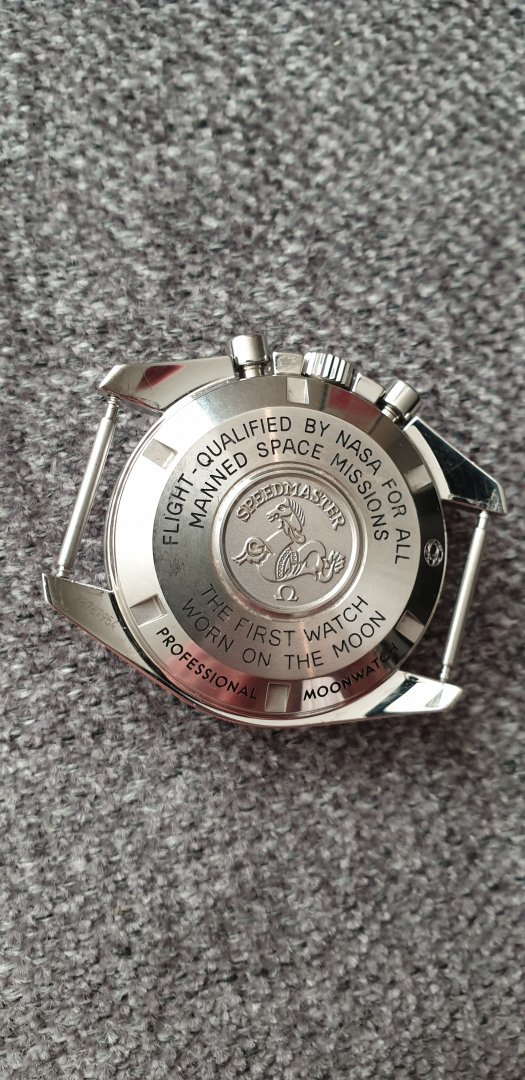 FLIGHT-QUALIFIED BY NASA FOR ALL
MANNED SPACE MISSIONS
SPEEDMASTER
Ω
THE FIRST WATCH
WORN ON THE MOON
PROFESSIONAL MOONWATCH